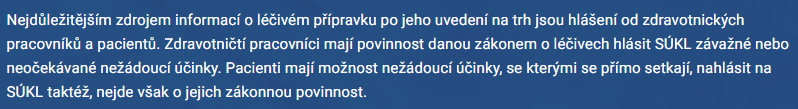 Nejdůležitějším zdrojem informací o léčivém přípravku po jeho uvedení na trh jsou hlášení od zdravotnických
pracovníků a pacientů. Zdravotničtí pracovníci mají povinnost danou zákonem o léčivech hlásit SÚKL závažné nebo
neočekávané nežádoucí účinky. Pacienti mají možnost nežádoucí účinky, se kterými se přímo setkají, nahlásit na
SÚKL taktéž, nejde však o jejich zákonnou povinnost.